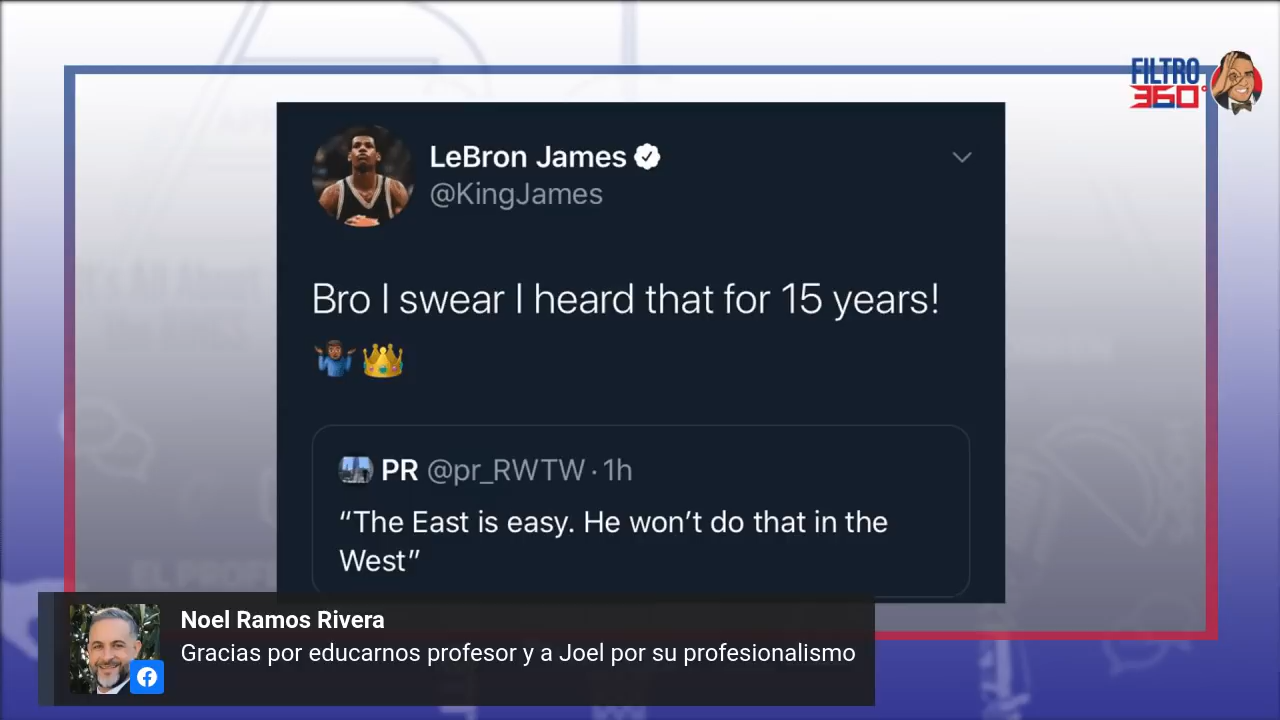 FILTRO
360°
LeBron James
@KingJames
Bro I swear I heard that for 15 years!
🤷🏾‍♂️👑
PR @pr_RWTW · 1h
“The East is easy. He won’t do that in the
West”
Noel Ramos Rivera
Gracias por educarnos profesor y a Joel por su profesionalismo